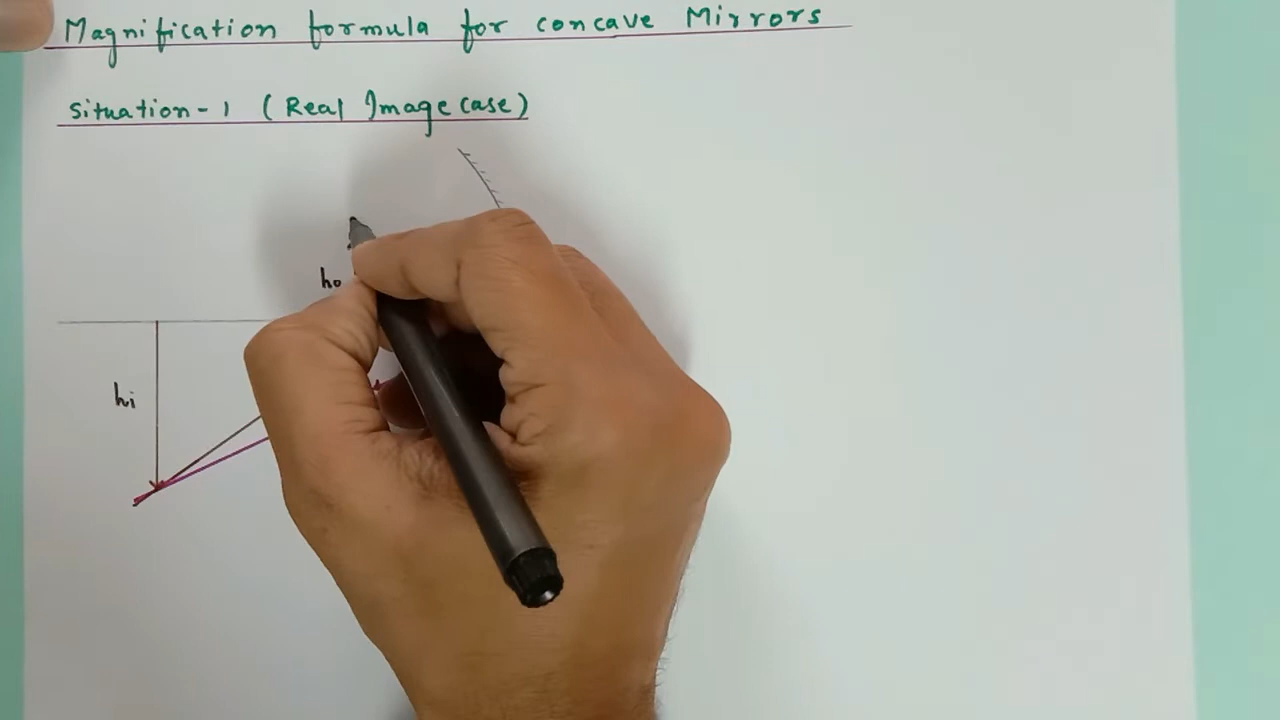 Magnification formula for concave Mirrors
Situation-1 (Real Image case)
ho
hi